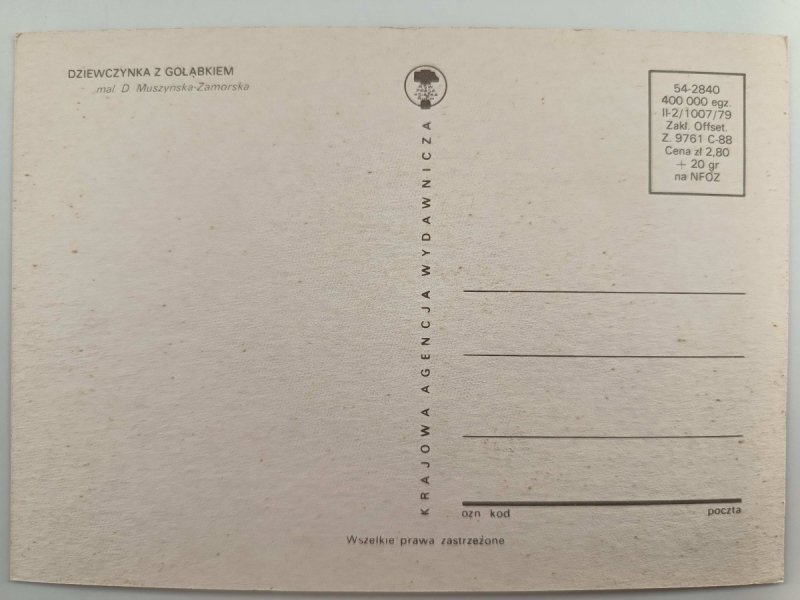 DZIEWCZYNKA Z GOŁĄBKIEM
mal. D. Muszyńska-Zamorska
KRAJOWA AGENCJA WYDAWNICZA
54-2840
400 000 egz.
II-2/1007/79
Zakł. Offset.
Z. 9761 C-88
Cena zł 2,80
+ 20 gr
na NFOZ
ozn kod
poczta
Wszelkie prawa zastrzeżone